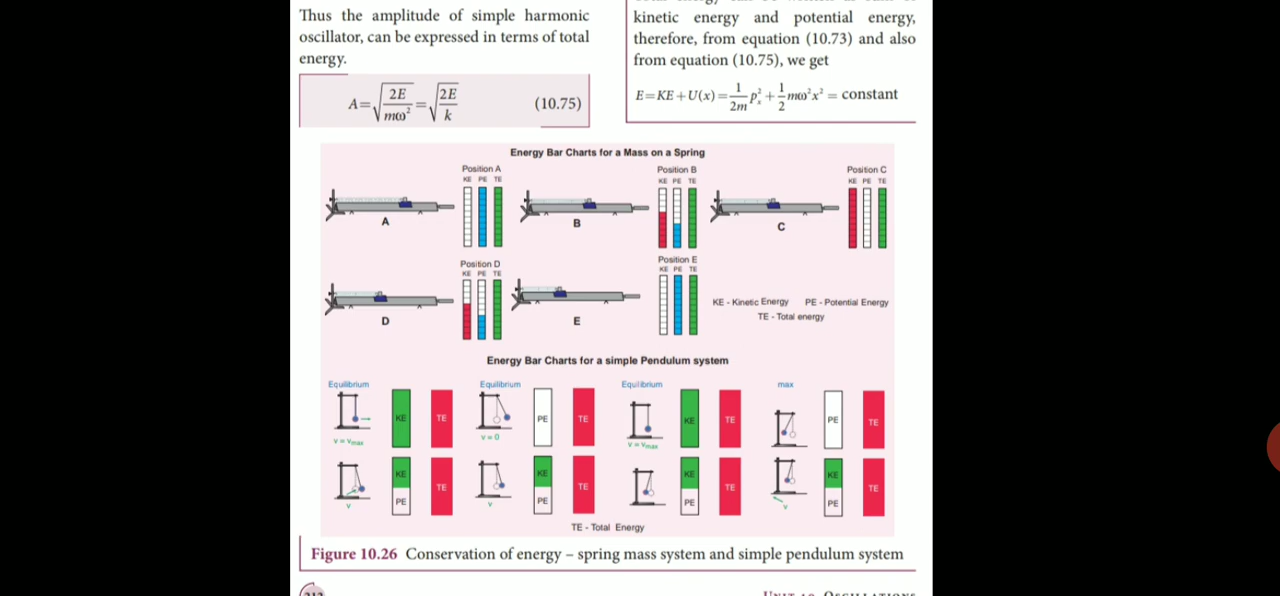 Thus the amplitude of simple harmonic
oscillator, can be expressed in terms of total
energy.
A=√(2E/mω²)=√(2E/k) (10.75)
kinetic energy and potential energy,
therefore, from equation (10.73) and also
from equation (10.75), we get
E=KE+U(x)=1/2m pₓ²+1/2 mω²x² = constant
Energy Bar Charts for a Mass on a Spring
Position A
KE PE TE
A
Position B
KE PE TE
B
Position C
KE PE TE
C
Position D
KE PE TE
D
Position E
KE PE TE
E
KE - Kinetic Energy PE - Potential Energy
TE - Total energy
Energy Bar Charts for a simple Pendulum system
Equilibrium Equilibrium Equilibrium max
KE TE PE TE KE TE PE TE
v = vmax v = 0 v = vmax
KE KE KE KE
TE TE TE TE
PE PE PE PE
v v v
TE - Total Energy
Figure 10.26 Conservation of energy – spring mass system and simple pendulum system